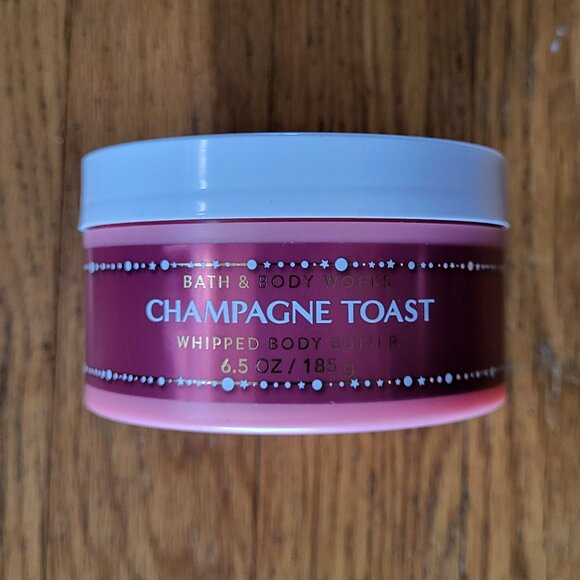 BATH & BODY WORKS
CHAMPAGNE TOAST
WHIPPED BODY BUTTER
6.5 OZ / 185 g